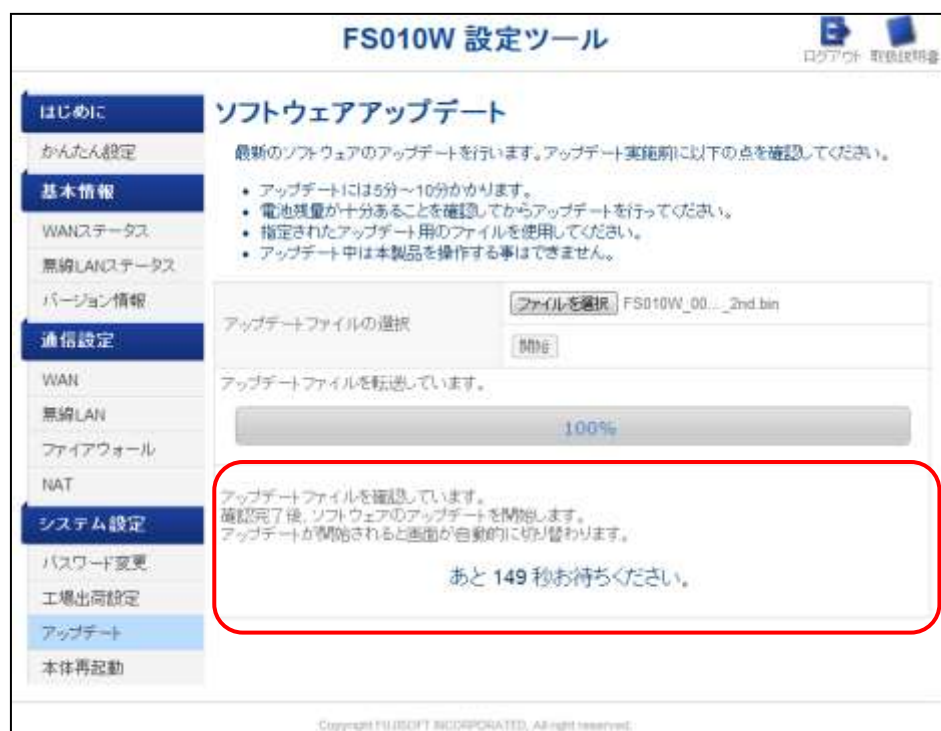 FS010W 設定ツール
ログアウト 取扱説明書
はじめに
かんたん設定
基本情報
WANステータス
無線LANステータス
バージョン情報
通信設定
WAN
無線LAN
ファイアウォール
NAT
システム設定
パスワード変更
工場出荷設定
アップデート
本体再起動
ソフトウェアアップデート
最新のソフトウェアのアップデートを行います。アップデート実施前に以下の点を確認してください。
• アップデートには5分～10分かかります。
• 電池残量が十分あることを確認してからアップデートを行ってください。
• 指定されたアップデート用のファイルを使用してください。
• アップデート中は本製品を操作する事はできません。
アップデートファイルの選択
ファイルを選択 FS010W_00...._2nd.bin
開始
アップデートファイルを転送しています。
100%
アップデートファイルを確認しています。
確認完了後、ソフトウェアのアップデートを開始します。
アップデートが開始されると画面が自動的に切り替わります。
あと 149 秒お待ちください。
Copyright FUJISOFT INCORPORATED, All right reserved.